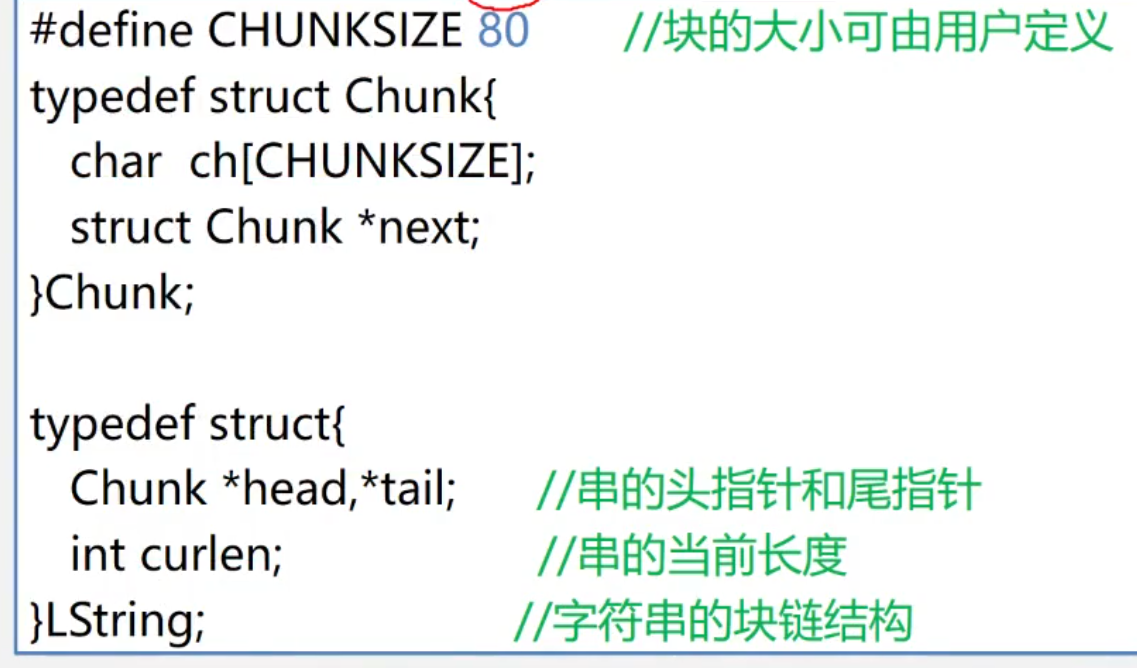 #define CHUNKSIZE 80 //块的大小可由用户定义
typedef struct Chunk{
char ch[CHUNKSIZE];
struct Chunk *next;
}Chunk;
typedef struct{
Chunk *head,*tail; //串的头指针和尾指针
int curlen; //串的当前长度
}LString; //字符串的块链结构